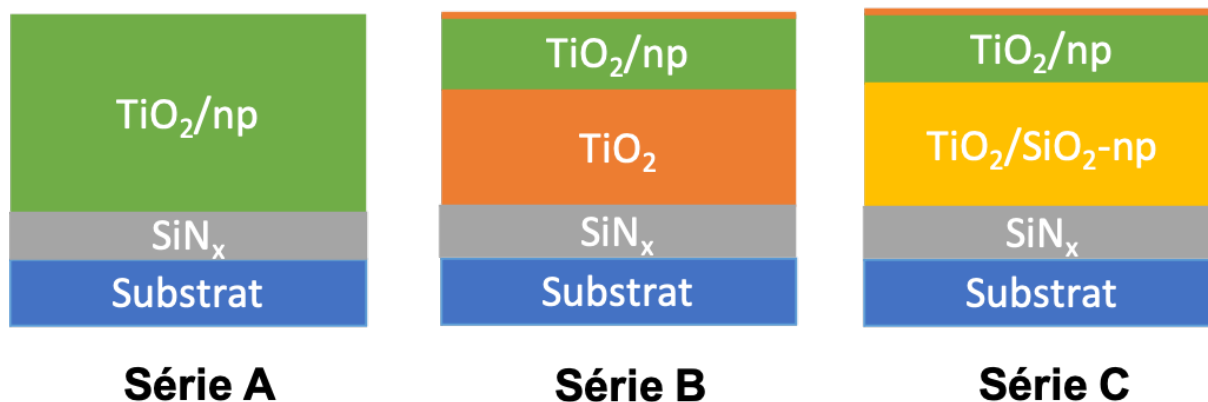 TiO₂/np
SiNₓ
Substrat
Série A
TiO₂/np
TiO₂
SiNₓ
Substrat
Série B
TiO₂/np
TiO₂/SiO₂-np
SiNₓ
Substrat
Série C